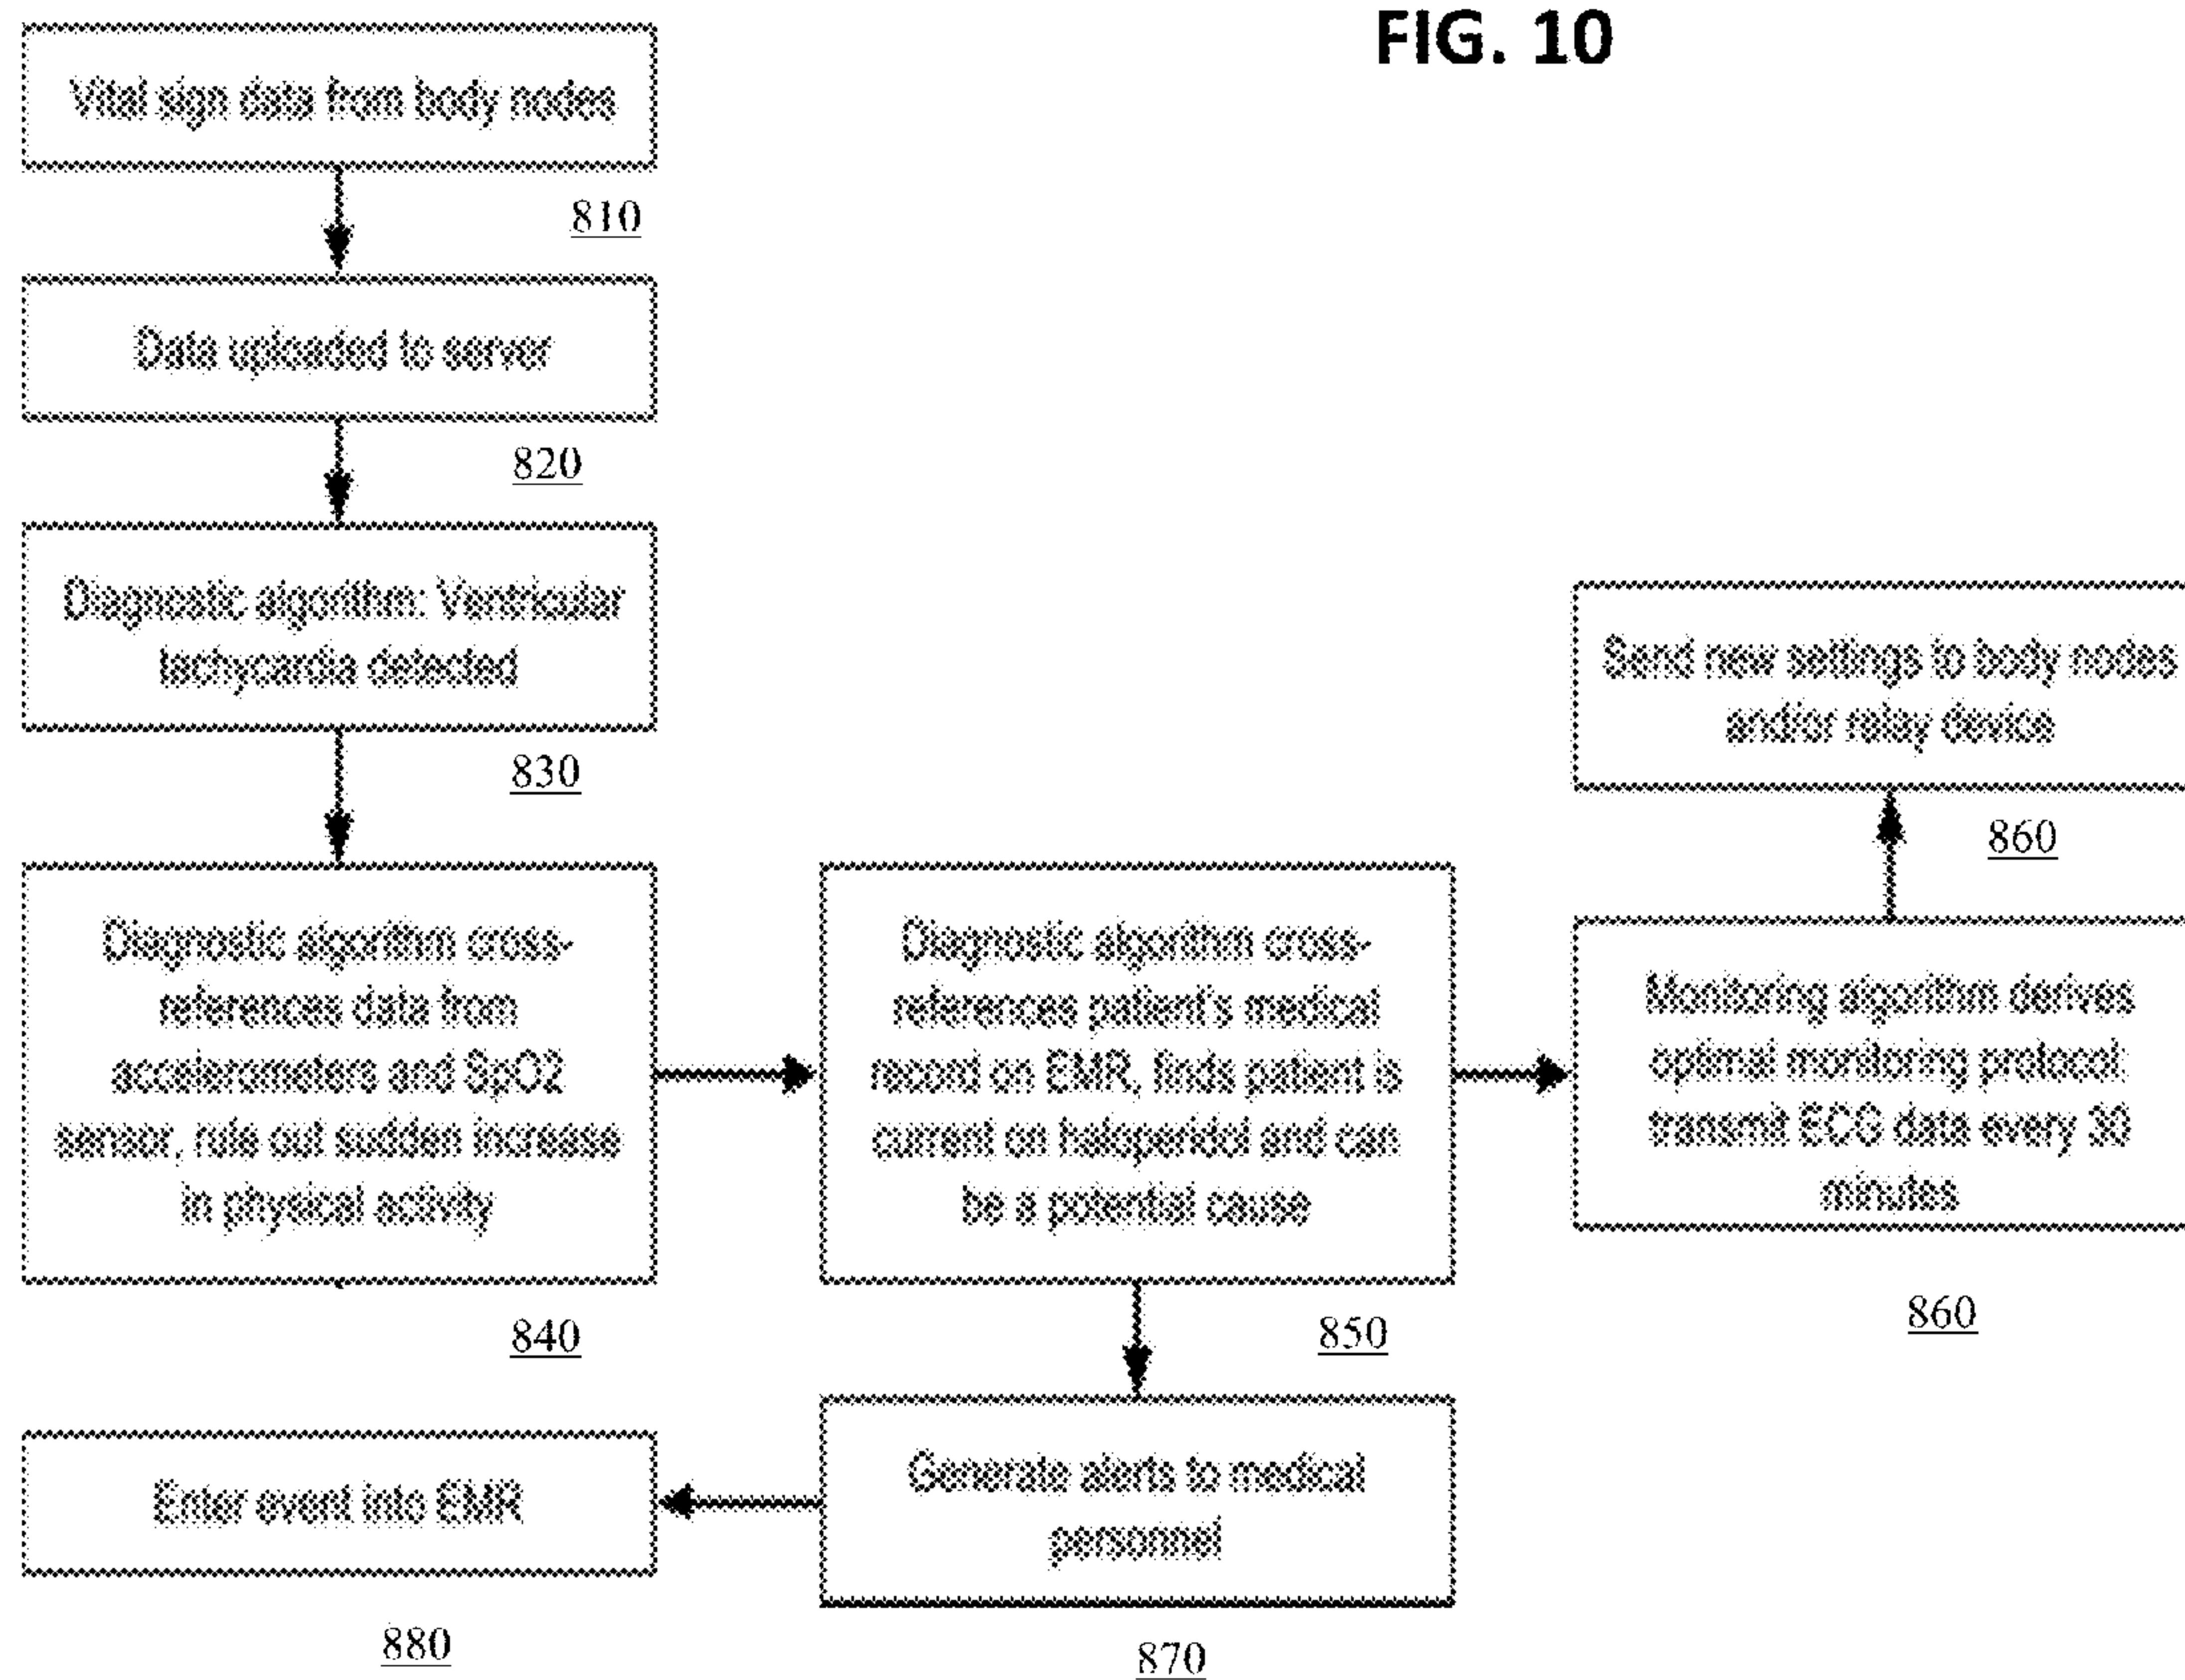 FIG. 10
Vital sign data from body nodes
810
Data uploaded to server
820
Diagnostic algorithm: Ventricular
tachycardia detected
830
Diagnostic algorithm cross-
references data from
accelerometers and SpO2
sensor, rule out sudden increase
in physical activity
840
Diagnostic algorithm cross-
references patient's medical
record on EMR, finds patient is
current on haloperidol and can
be a potential cause
850
Monitoring algorithm derives
optimal monitoring protocol:
transmit ECG data every 30
minutes
860
Send new settings to body nodes
and/or relay device
860
Generate alerts to medical
personnel
870
Enter event into EMR
880